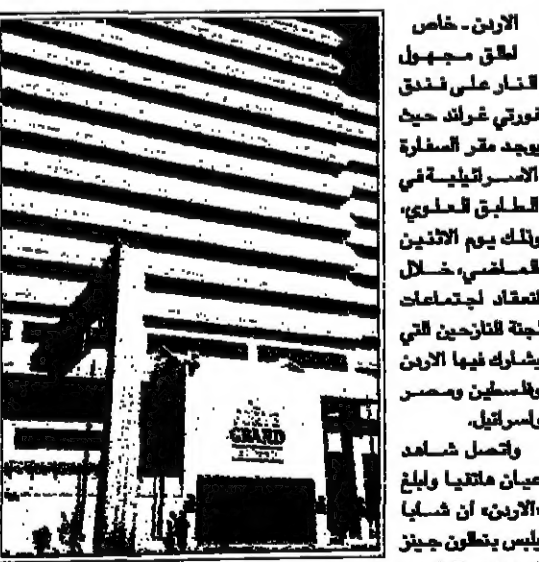 الاردن - خاص
اطلق مجهول
النار على فندق
فورتي غراند حيث
يوجد مقر السفارة
الاسرائيلية في
الطابق العلوي،
وذلك يوم الاثنين
الماضي، خلال
انعقاد اجتماعات
لجنة النازحين التي
يشارك فيها الاردن
وفلسطين ومصر
واسرائيل.
واتصل شاهد
عيان هاتفيا وابلغ
«الاردن» أن شابا
يلبس بنطلون جينز
GRAND